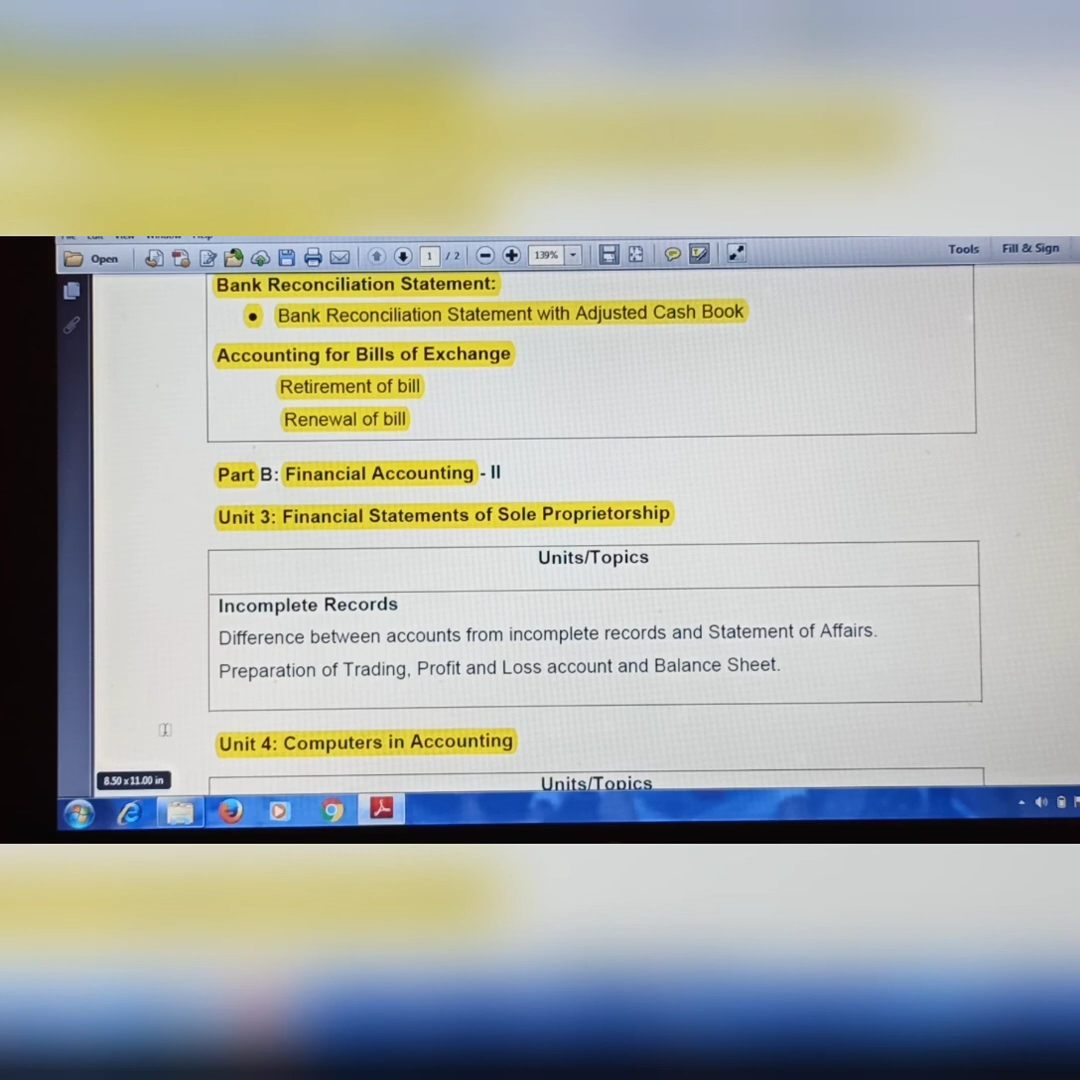 Open
1 / 2
139%
Tools
Fill & Sign
Bank Reconciliation Statement:
• Bank Reconciliation Statement with Adjusted Cash Book
Accounting for Bills of Exchange
Retirement of bill
Renewal of bill
Part B: Financial Accounting - II
Unit 3: Financial Statements of Sole Proprietorship
Units/Topics
Incomplete Records
Difference between accounts from incomplete records and Statement of Affairs.
Preparation of Trading, Profit and Loss account and Balance Sheet.
Unit 4: Computers in Accounting
8.50 x 11.00 in
Units/Topics